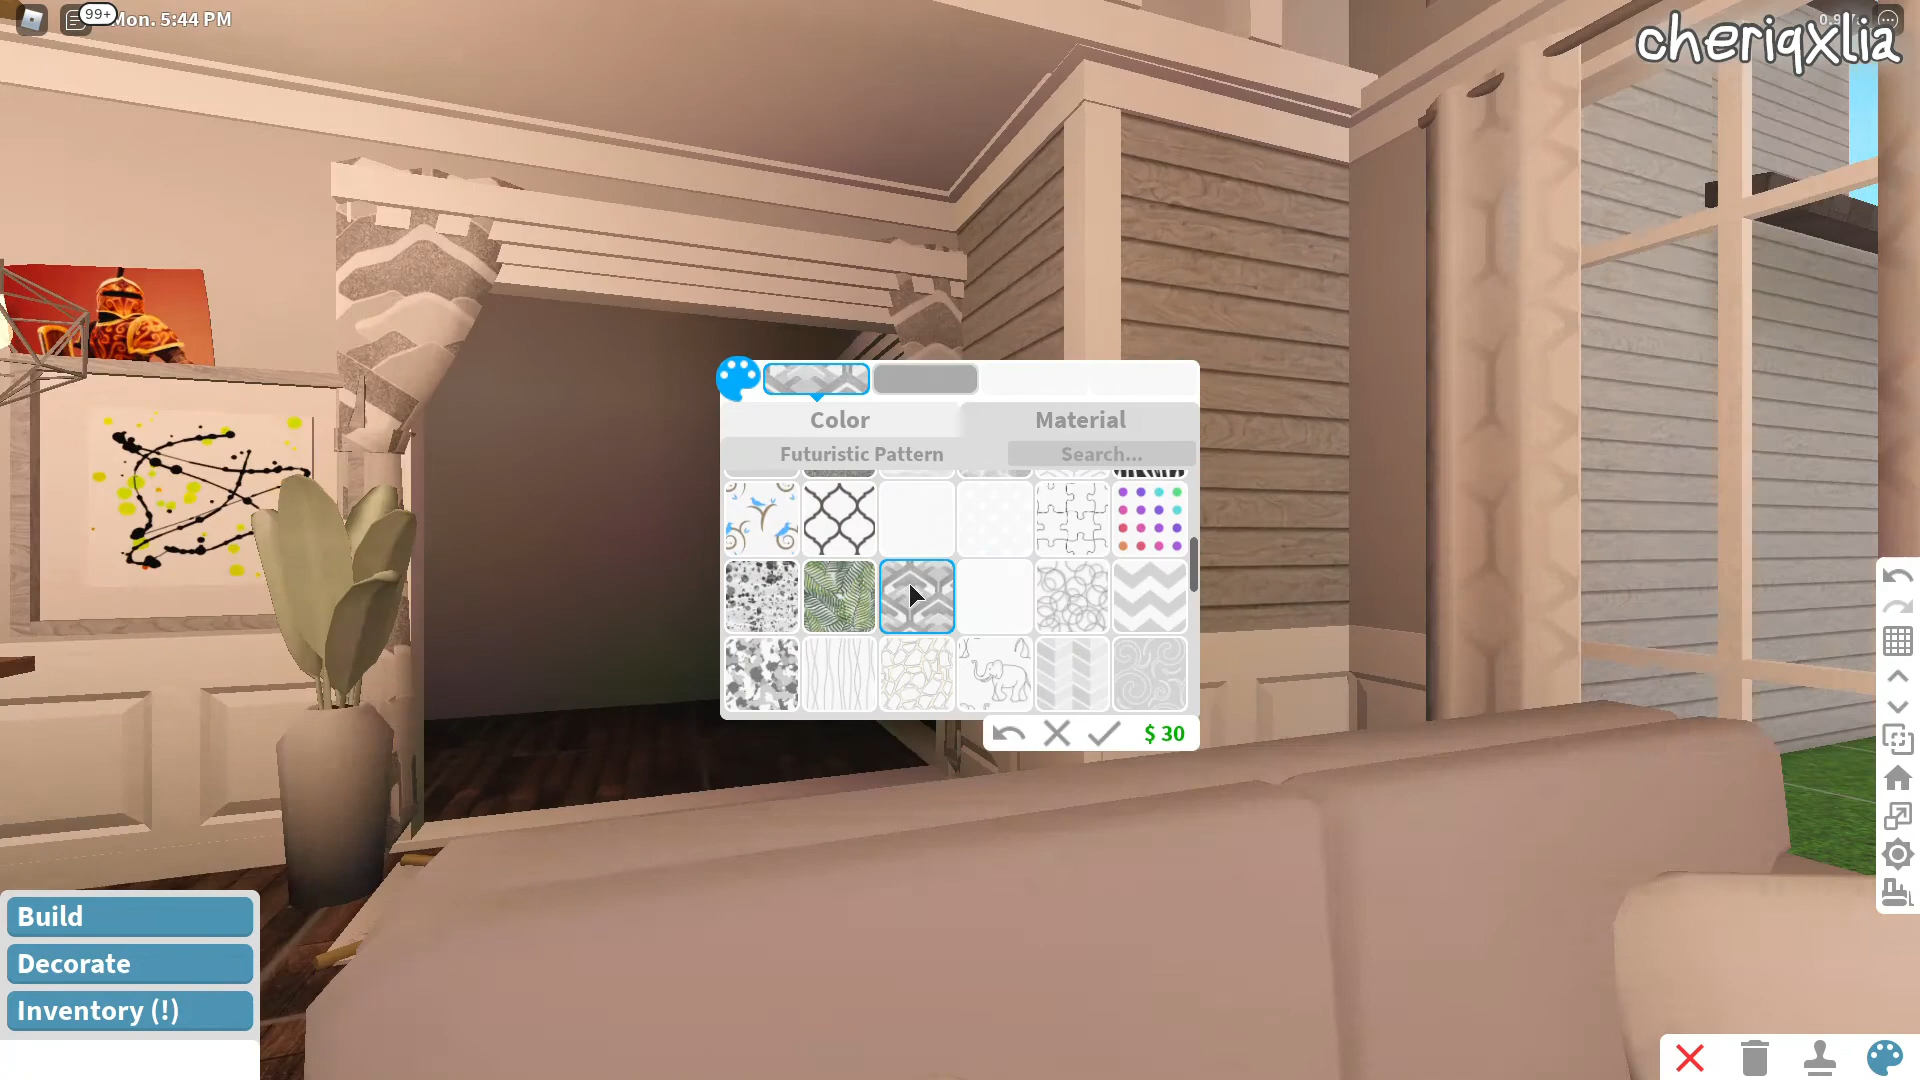 99+
Mon. 5:44 PM
cheriqxlia
Color
Material
Futuristic Pattern
Search...
$ 30
Build
Decorate
Inventory (!)